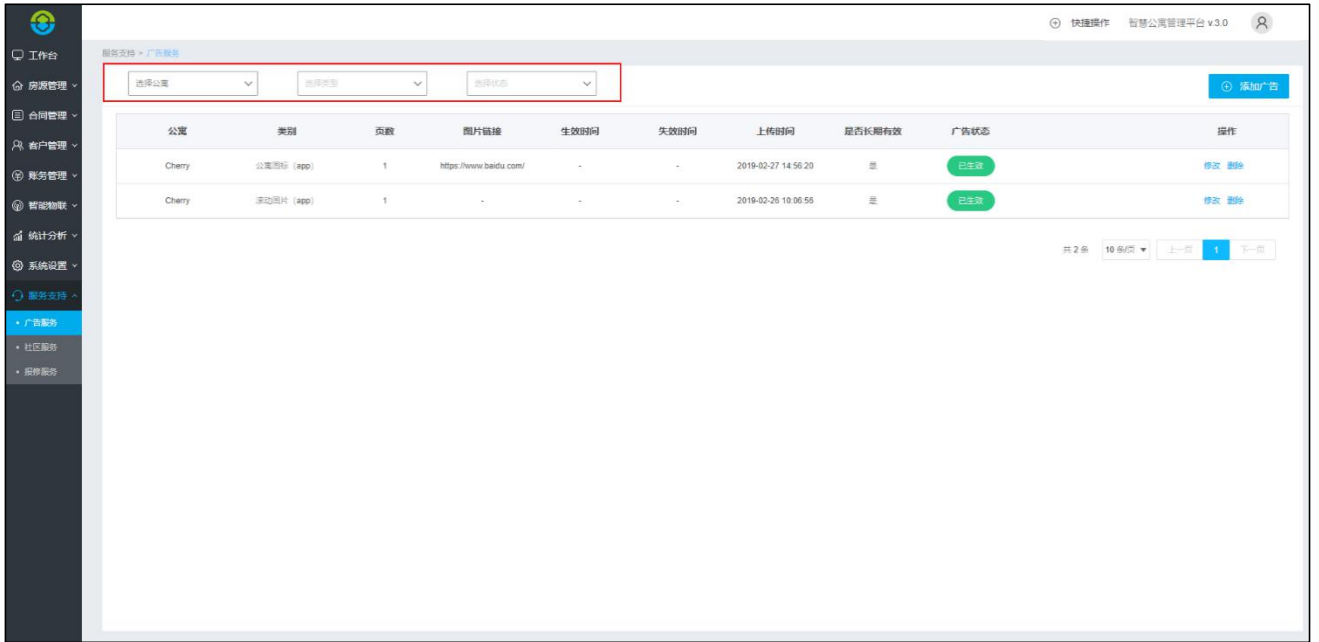 快捷操作 智慧公寓管理平台 v.3.0
工作台
房源管理
合同管理
客户管理
账务管理
智能物联
统计分析
系统设置
服务支持
广告服务
社区服务
报修服务
服务支持 > 广告服务
选择公寓 选择类型 选择状态 添加广告
公寓 类别 页数 图片链接 生效时间 失效时间 上传时间 是否长期有效 广告状态 操作
Cherry 公寓图标（app） 1 https://www.baidu.com/ - - 2019-02-27 14:56:20 是 已生效 修改 删除
Cherry 滚动图片（app） 1 - - - 2019-02-26 10:06:56 是 已生效 修改 删除
共 2 条 10 条/页 上一页 1 下一页